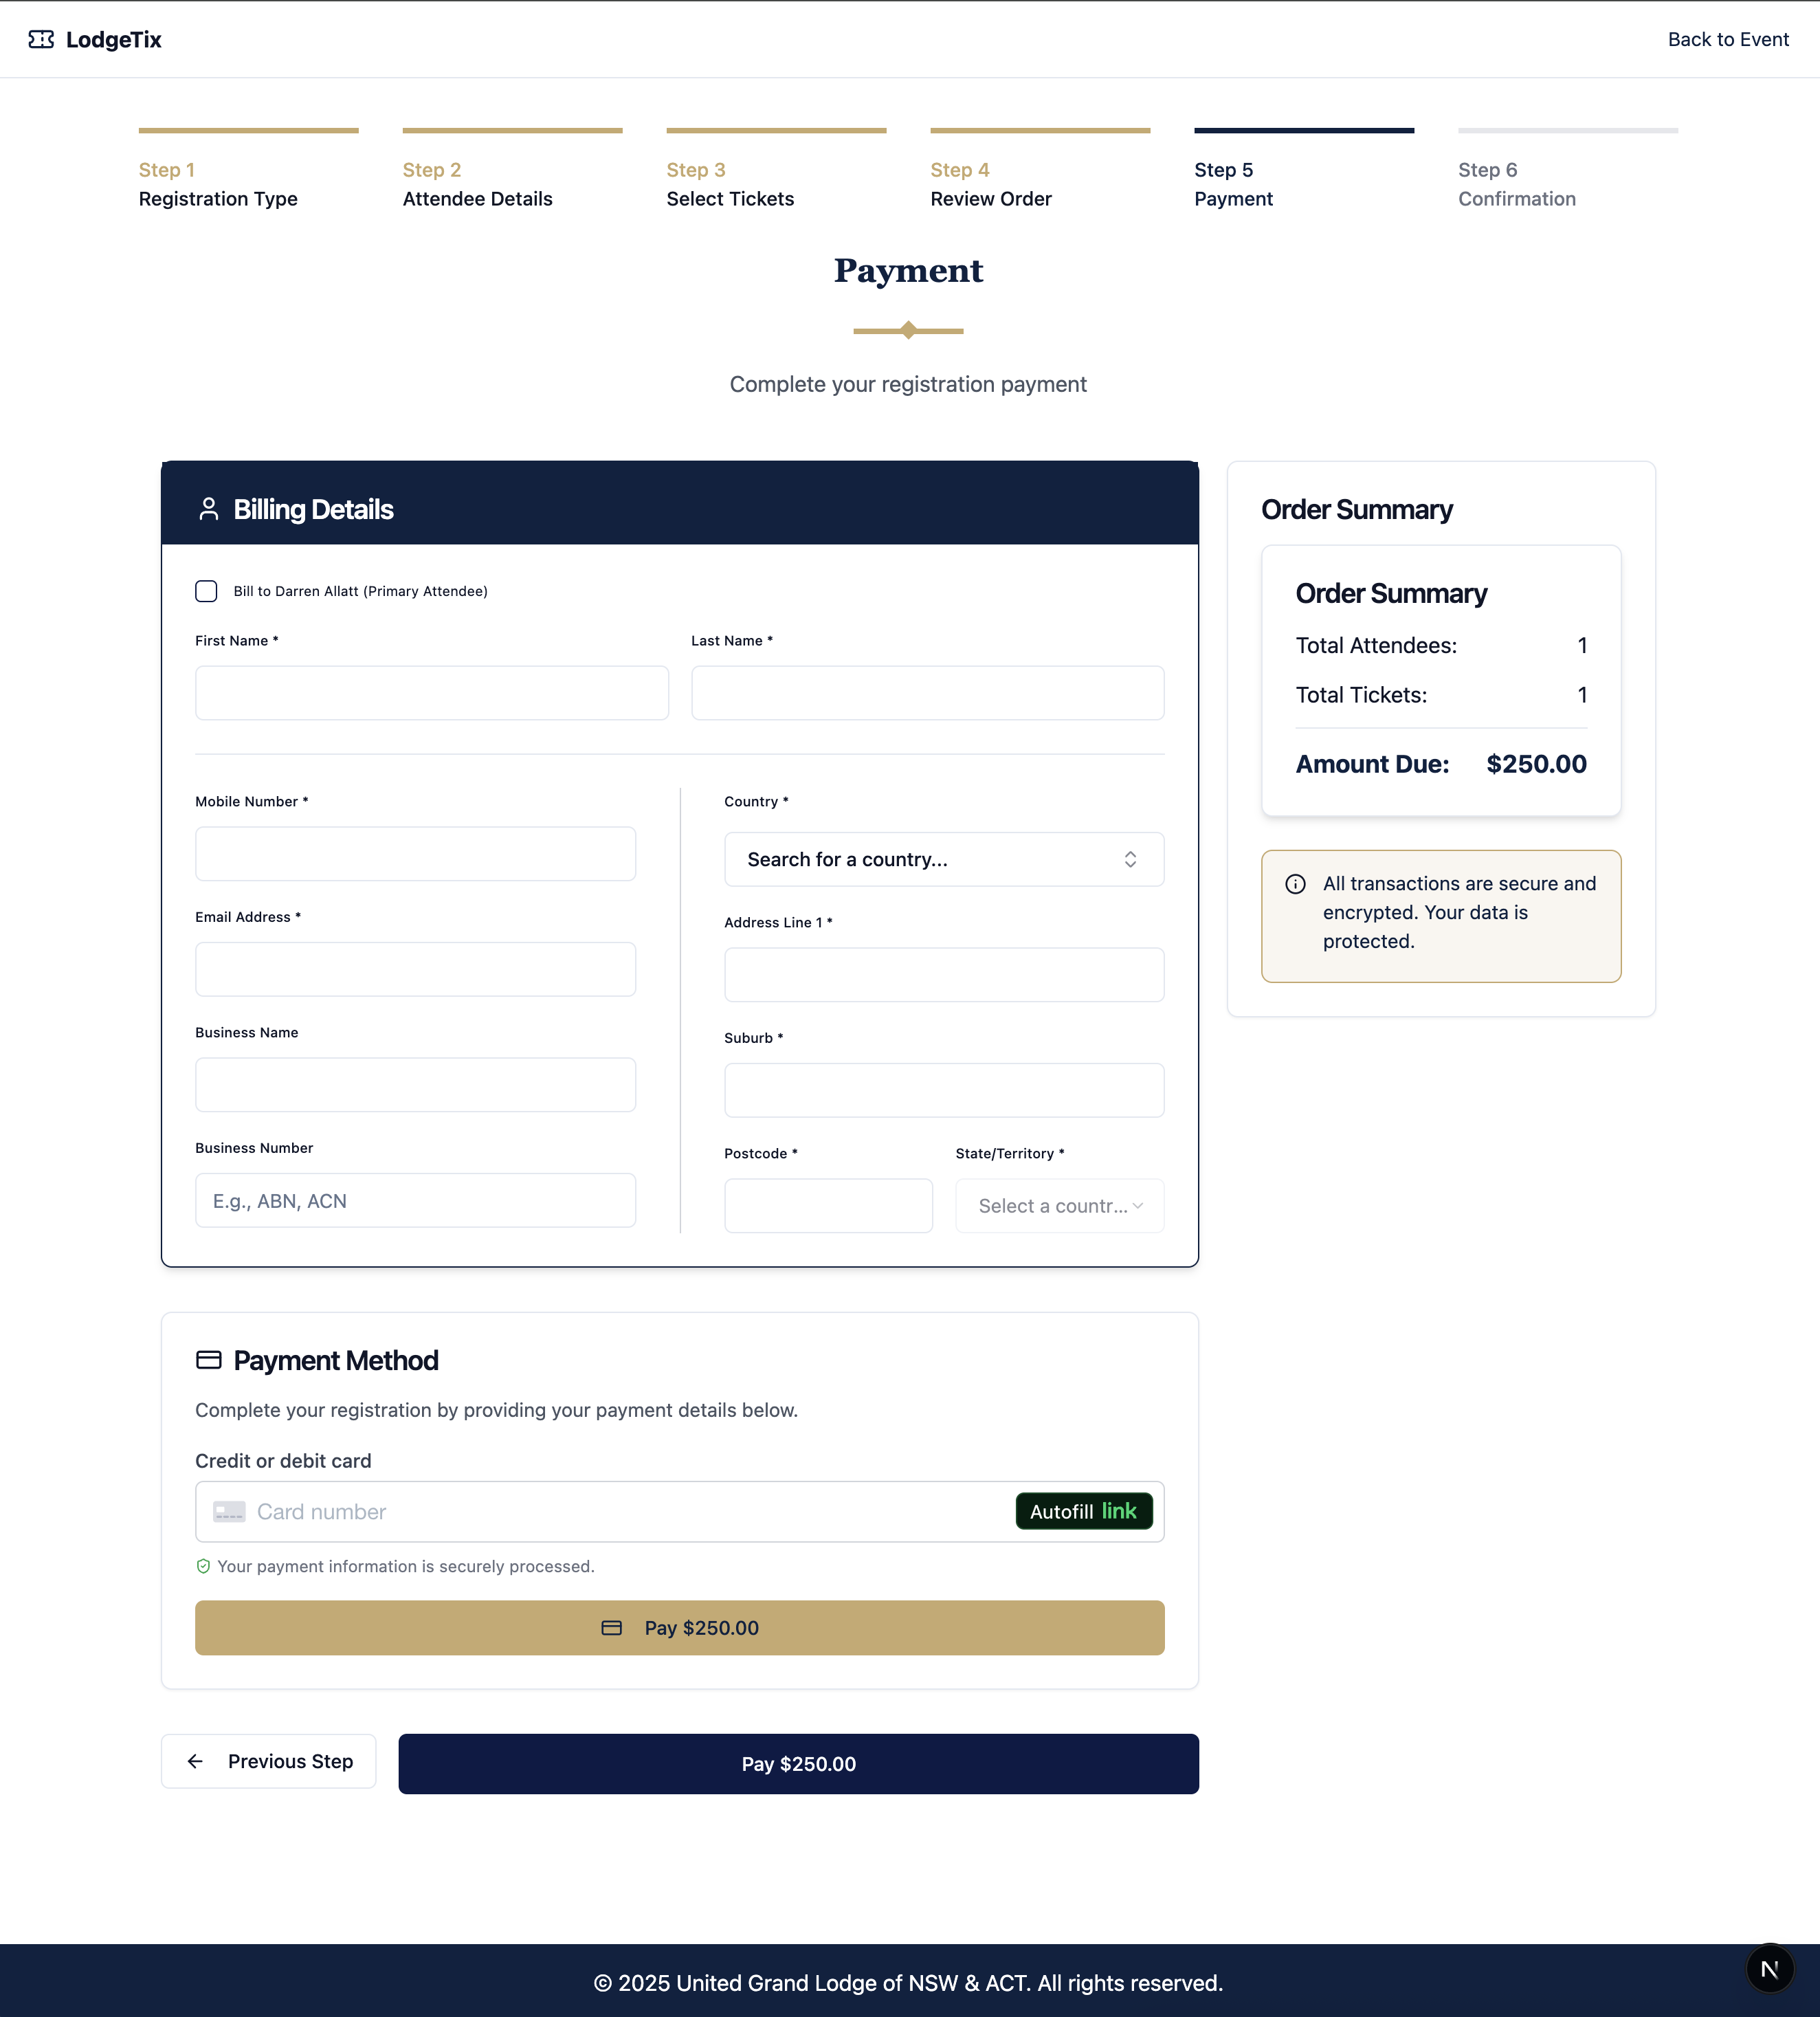 LodgeTix
Back to Event
Step 1
Registration Type
Step 2
Attendee Details
Step 3
Select Tickets
Step 4
Review Order
Step 5
Payment
Step 6
Confirmation
Payment
Complete your registration payment
Billing Details
Bill to Darren Allatt (Primary Attendee)
First Name *
Last Name *
Mobile Number *
Email Address *
Business Name
Business Number
E.g., ABN, ACN
Country *
Search for a country...
Address Line 1 *
Suburb *
Postcode *
State/Territory *
Select a countr...
Order Summary
Order Summary
Total Attendees: 1
Total Tickets: 1
Amount Due: $250.00
All transactions are secure and
encrypted. Your data is
protected.
Payment Method
Complete your registration by providing your payment details below.
Credit or debit card
Card number
Autofill link
Your payment information is securely processed.
Pay $250.00
Previous Step
Pay $250.00
© 2025 United Grand Lodge of NSW & ACT. All rights reserved.
N